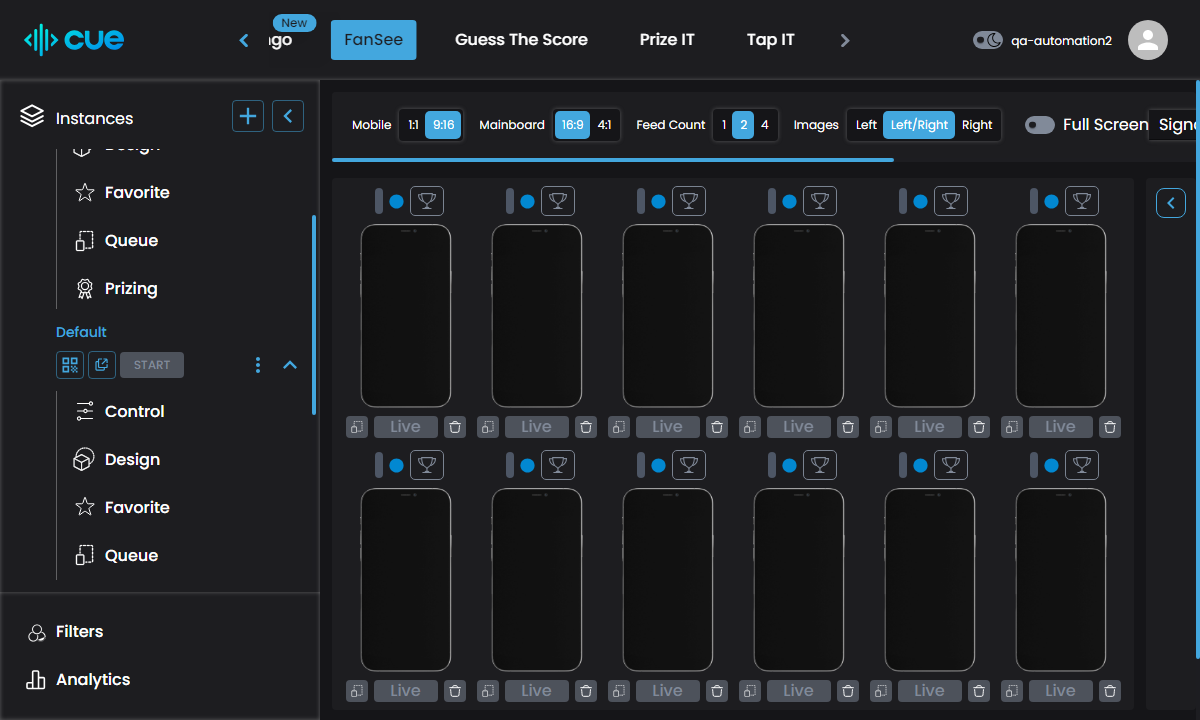 cue
New
ngo
FanSee
Guess The Score
Prize IT
Tap IT
qa-automation2
Instances
Design
Favorite
Queue
Prizing
Default
START
Control
Design
Favorite
Queue
Filters
Analytics
Mobile 1:1 9:16 Mainboard 16:9 4:1 Feed Count 1 2 4 Images Left Left/Right Right Full Screen Signe
Live Live Live Live Live Live
Live Live Live Live Live Live